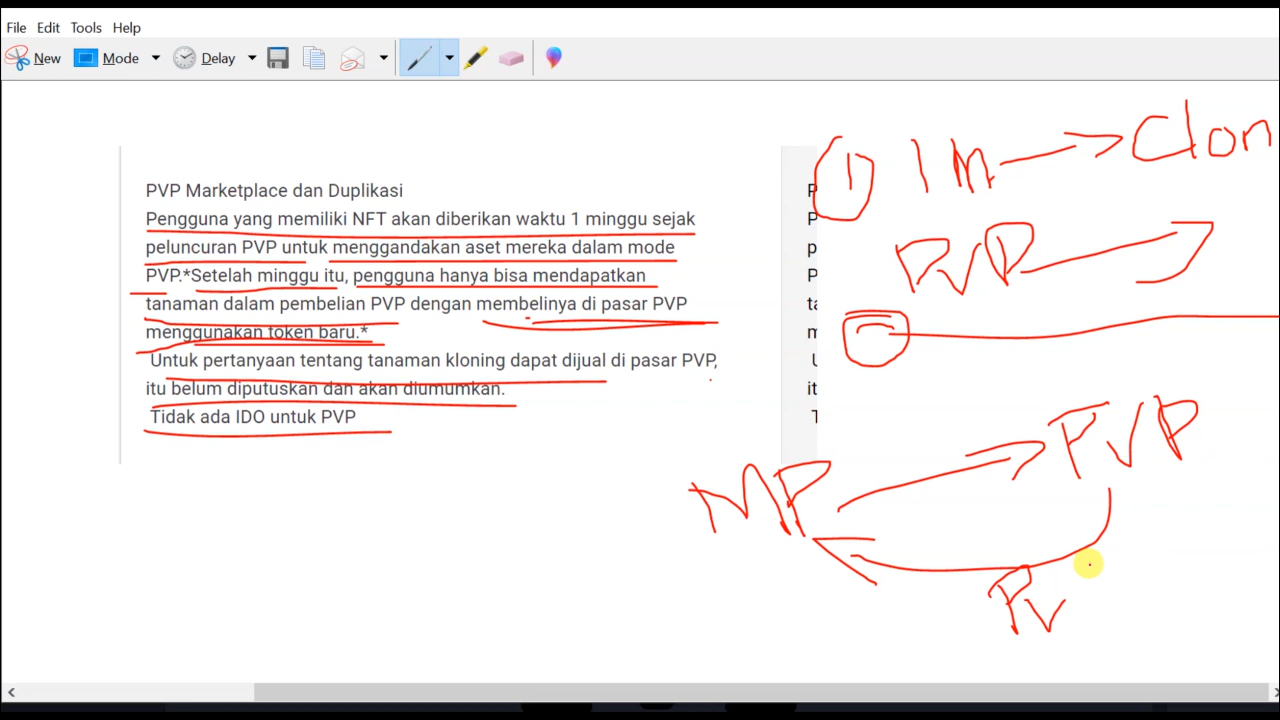 File Edit Tools Help
New Mode Delay
PVP Marketplace dan Duplikasi
Pengguna yang memiliki NFT akan diberikan waktu 1 minggu sejak
peluncuran PVP untuk menggandakan aset mereka dalam mode
PVP.*Setelah minggu itu, pengguna hanya bisa mendapatkan
tanaman dalam pembelian PVP dengan membelinya di pasar PVP
menggunakan token baru.*
Untuk pertanyaan tentang tanaman kloning dapat dijual di pasar PVP,
itu belum diputuskan dan akan diumumkan.
Tidak ada IDO untuk PVP
1 1M Clon
PVP
MP PVP
PV